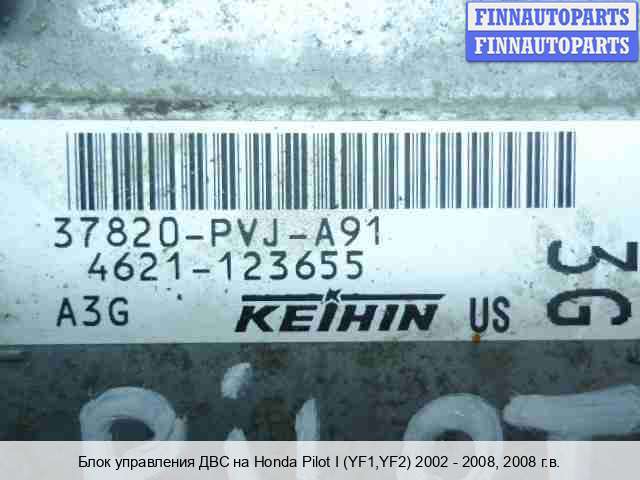 FINNAUTOPARTS
FINNAUTOPARTS
37820-PVJ-A91
4621-123655
A3G
KEIHIN US
3G
PiLOT
Блок управления ДВС на Honda Pilot I (YF1,YF2) 2002 - 2008, 2008 г.в.